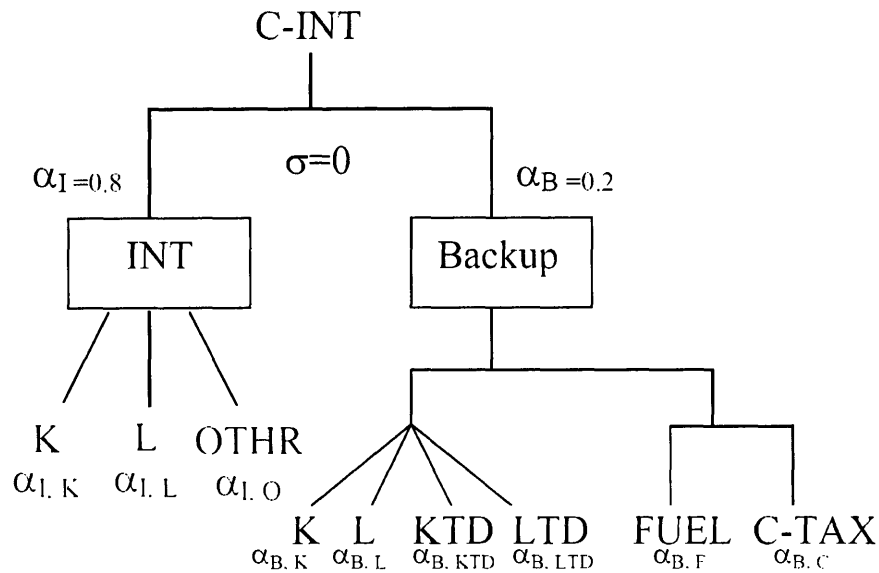 C-INT
σ=0
α_I =0.8
α_B =0.2
INT
Backup
K L OTHR
α_I, K α_I, L α_I, O
K L KTD LTD FUEL C-TAX
α_B, K α_B, L α_B, KTD α_B, LTD α_B, F α_B, C